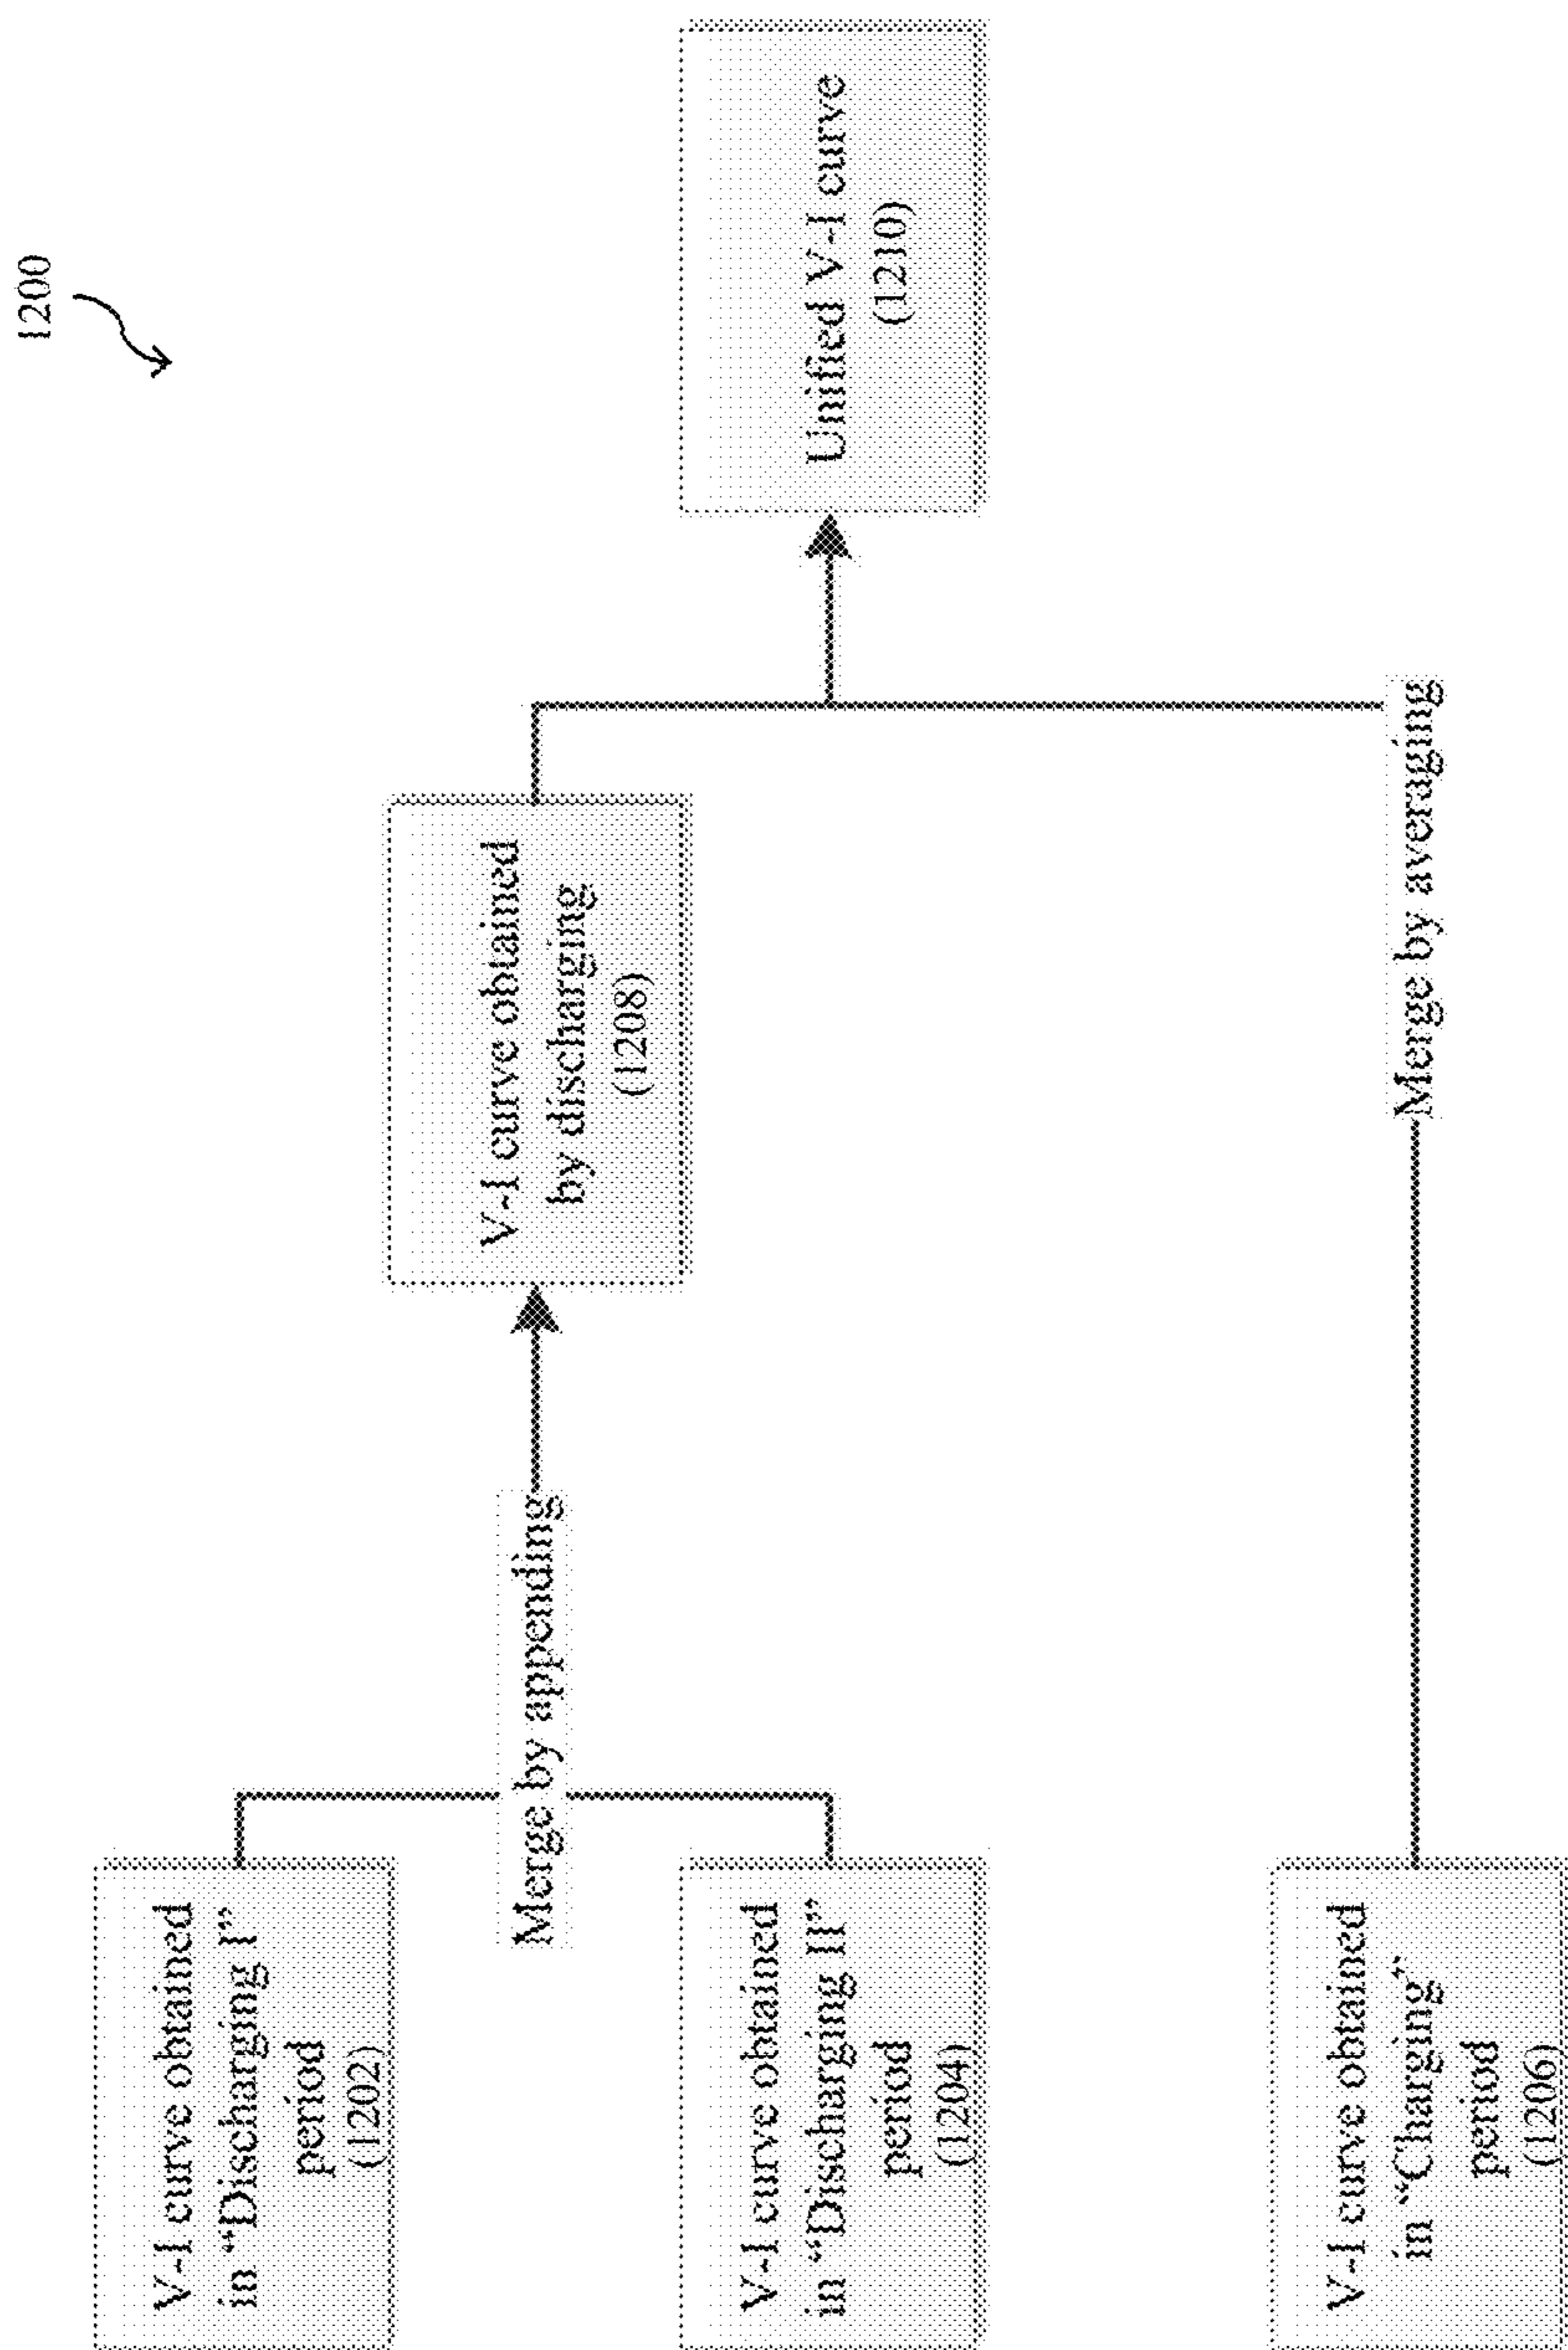 1200
V-I curve obtained
in “Discharging I”
period
(1202)
Merge by appending
V-I curve obtained
in “Discharging II”
period
(1204)
V-I curve obtained
by discharging
(1208)
Unified V-I curve
(1210)
V-I curve obtained
in “Charging”
period
(1206)
Merge by averaging